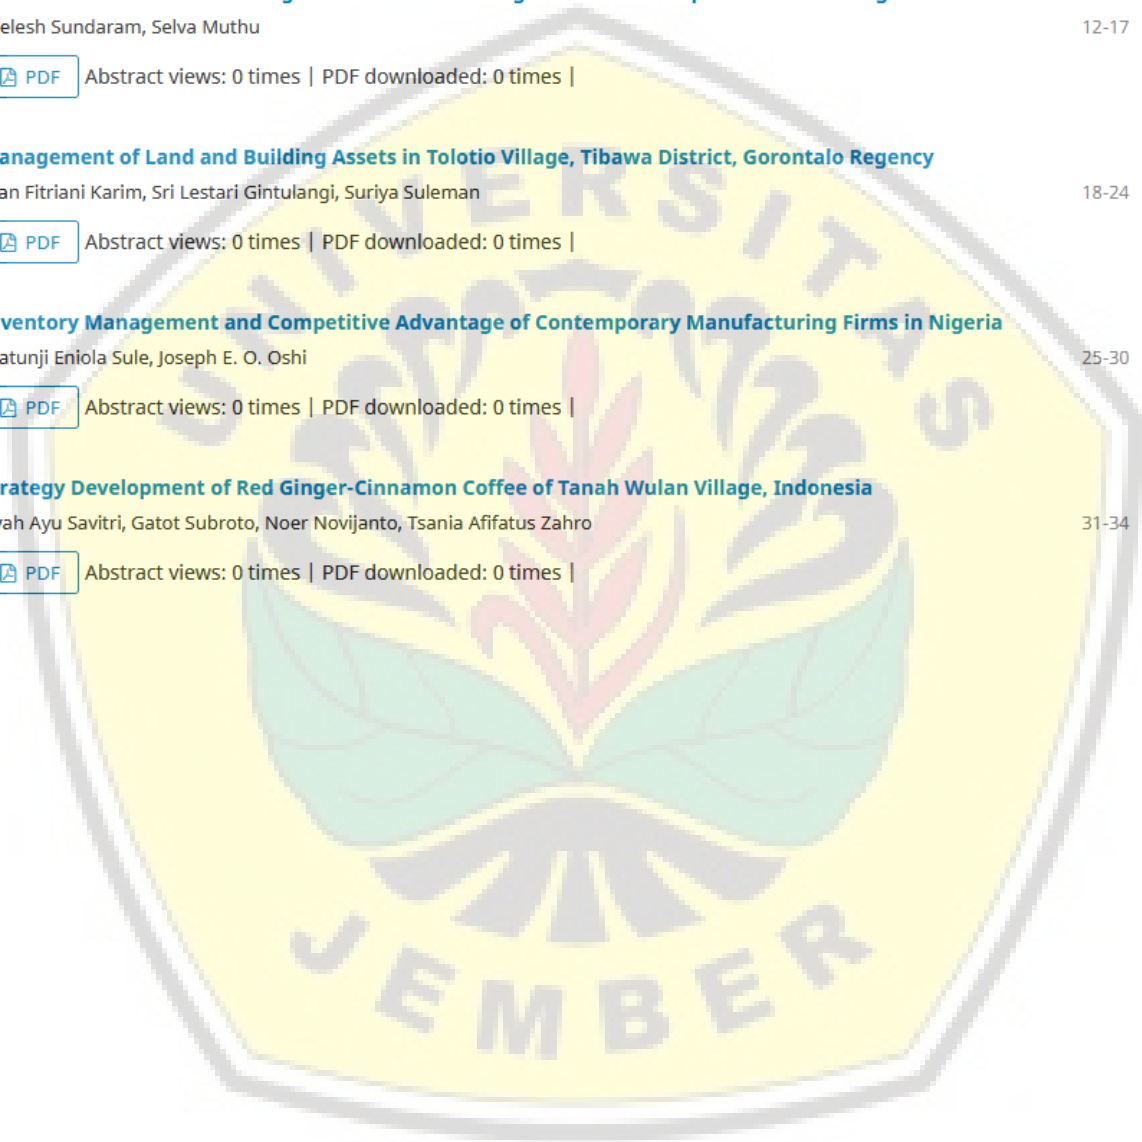 elesh Sundaram, Selva Muthu 12-17
PDF Abstract views: 0 times | PDF downloaded: 0 times |
anagement of Land and Building Assets in Tolotio Village, Tibawa District, Gorontalo Regency
an Fitriani Karim, Sri Lestari Gintulangi, Suriya Suleman 18-24
PDF Abstract views: 0 times | PDF downloaded: 0 times |
ventory Management and Competitive Advantage of Contemporary Manufacturing Firms in Nigeria
atunji Eniola Sule, Joseph E. O. Oshi 25-30
PDF Abstract views: 0 times | PDF downloaded: 0 times |
rategy Development of Red Ginger-Cinnamon Coffee of Tanah Wulan Village, Indonesia
ah Ayu Savitri, Gatot Subroto, Noer Novijanto, Tsania Afifatus Zahro 31-34
PDF Abstract views: 0 times | PDF downloaded: 0 times |
UNIVERSITAS
JEMBER